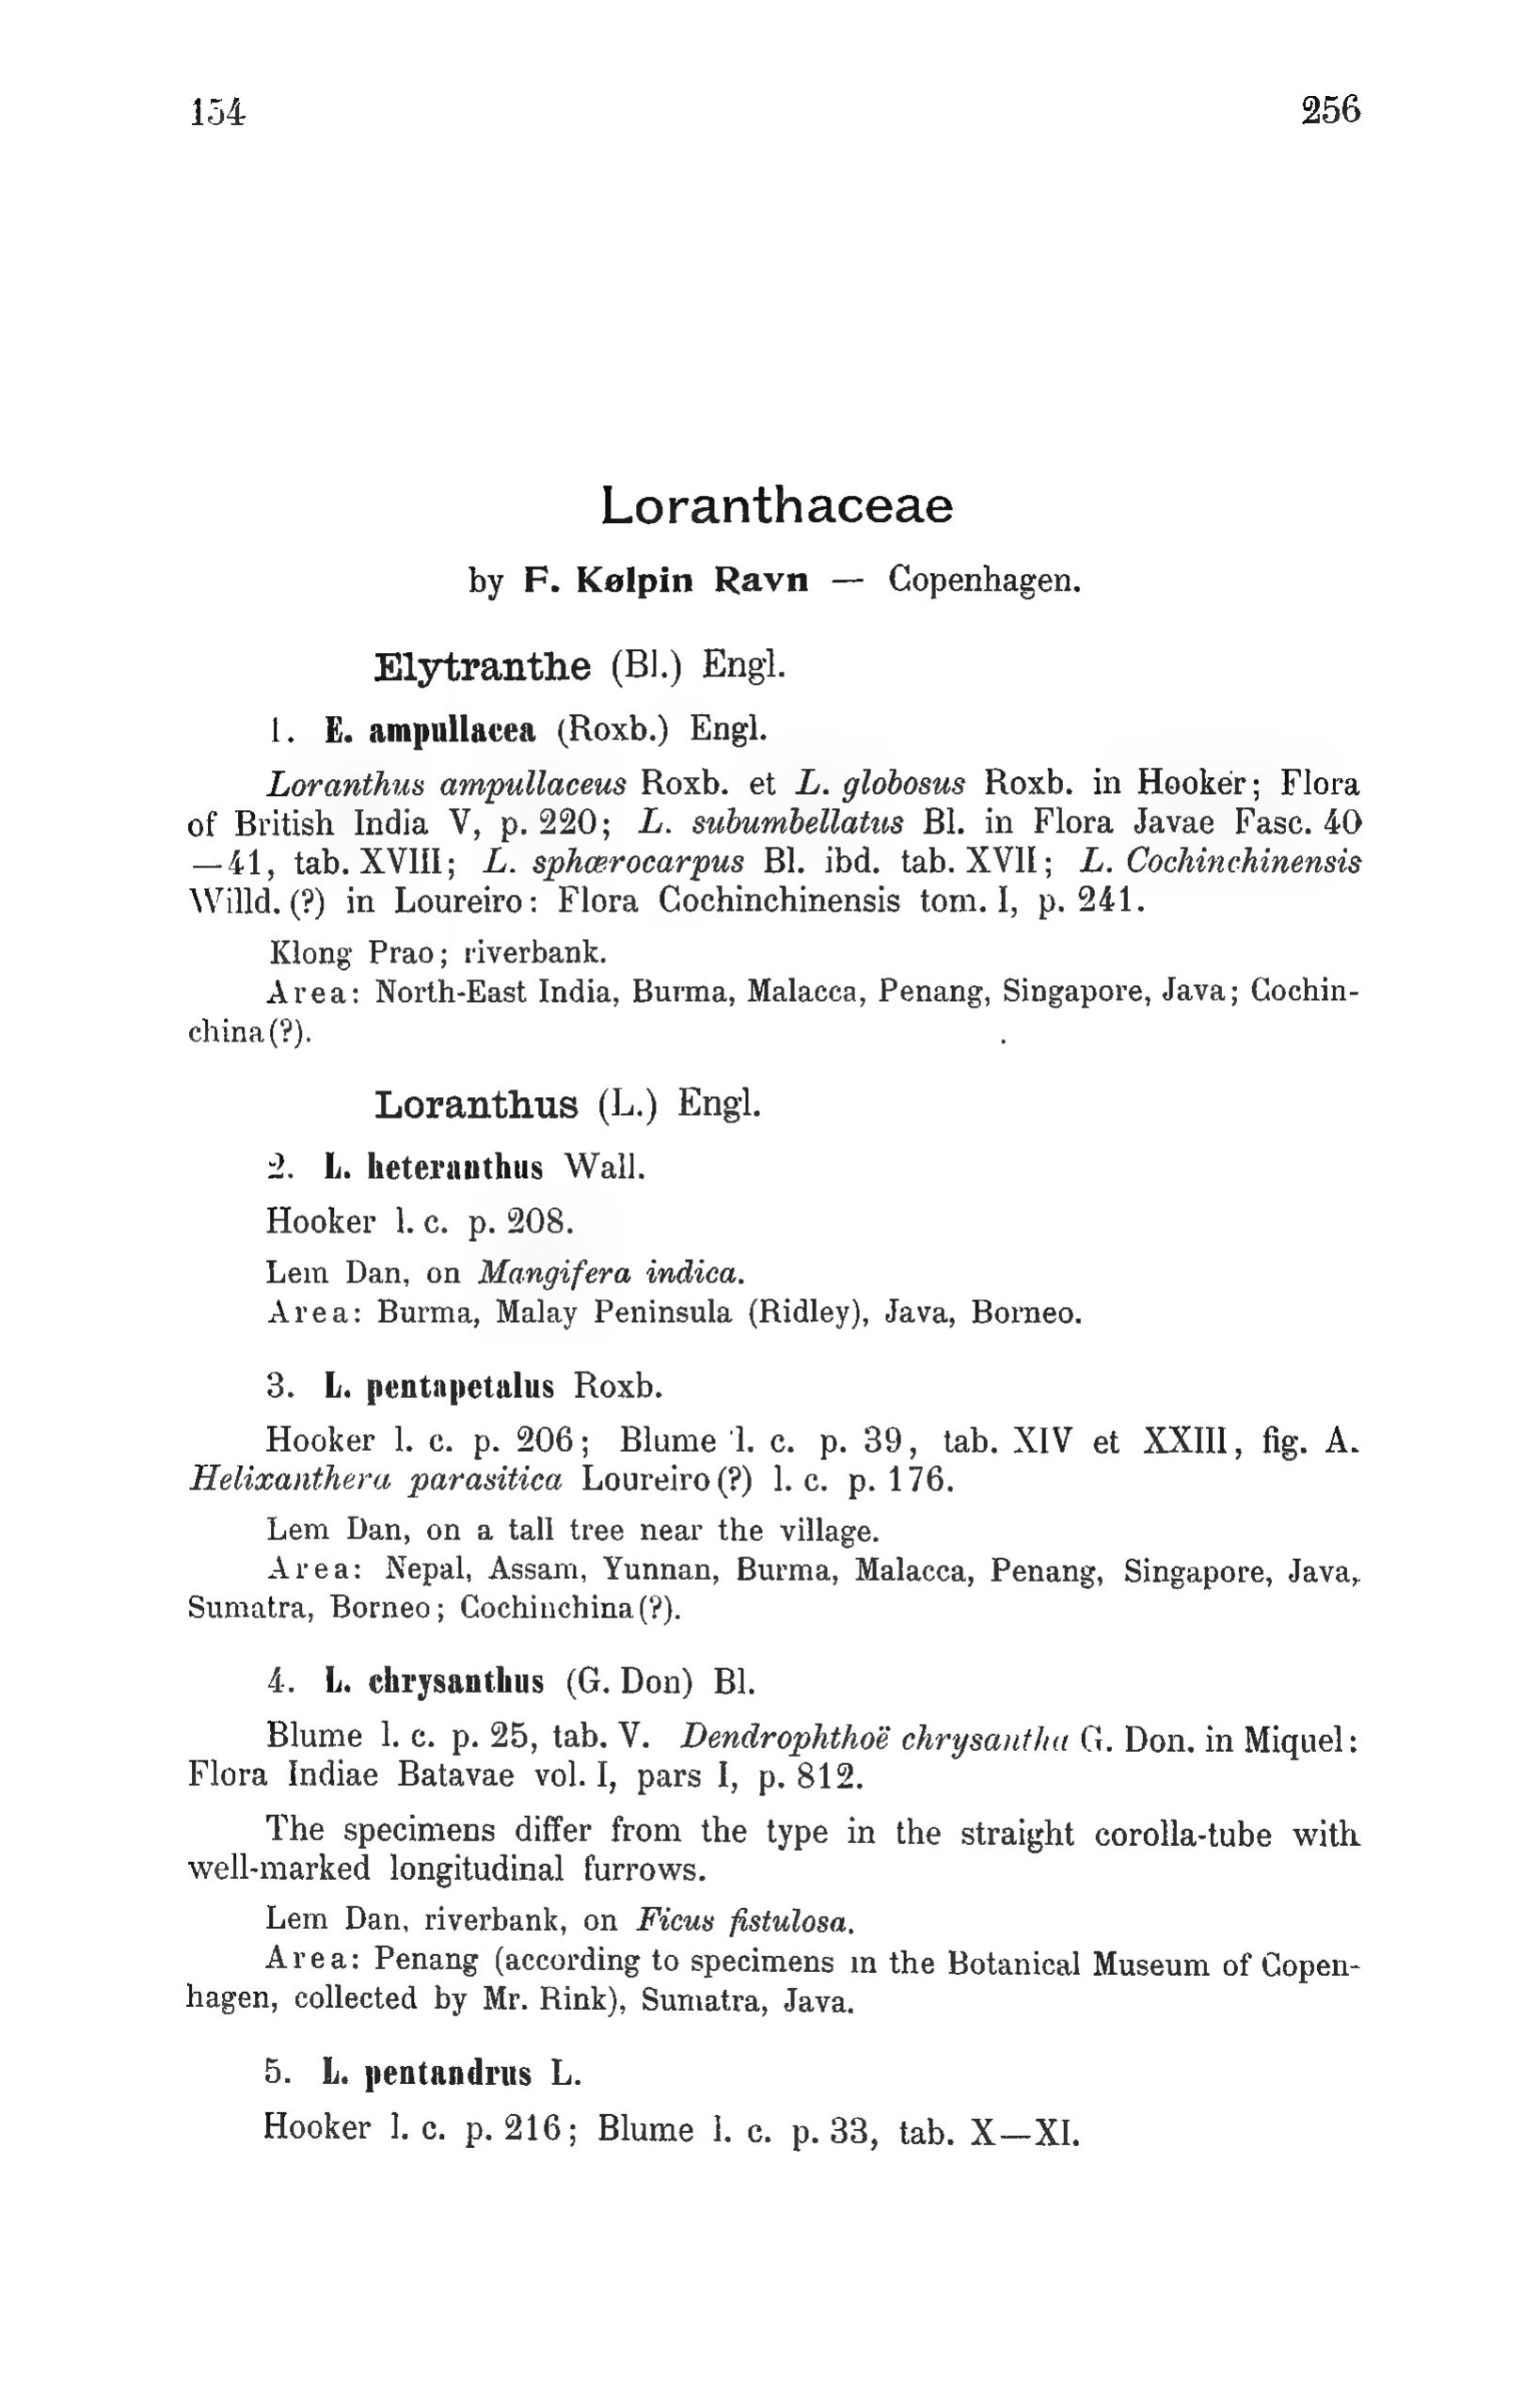 154 256
Loranthaceae
by F. Kølpin Ravn — Copenhagen.
Elytranthe (Bl.) Engl.
1. E. ampullacea (Roxb.) Engl.
Loranthus ampullaceus Roxb. et L. globosus Roxb. in Hooker; Flora
of British India V, p. 220; L. subumbellatus Bl. in Flora Javae Fasc. 40
—41, tab. XVIII; L. sphærocarpus Bl. ibd. tab. XVII; L. Cochinchinensis
Willd. (?) in Loureiro: Flora Cochinchinensis tom. I, p. 241.
Klong Prao; riverbank.
Area: North-East India, Burma, Malacca, Penang, Singapore, Java; Cochin-
china (?).
Loranthus (L.) Engl.
2. L. heteranthus Wall.
Hooker l. c. p. 208.
Lem Dan, on Mangifera indica.
Area: Burma, Malay Peninsula (Ridley), Java, Borneo.
3. L. pentapetalus Roxb.
Hooker l. c. p. 206; Blume l. c. p. 39, tab. XIV et XXIII, fig. A.
Helixanthera parasitica Loureiro (?) l. c. p. 176.
Lem Dan, on a tall tree near the village.
Area: Nepal, Assam, Yunnan, Burma, Malacca, Penang, Singapore, Java,
Sumatra, Borneo; Cochinchina (?).
4. L. chrysanthus (G. Don) Bl.
Blume l. c. p. 25, tab. V. Dendrophthoë chrysantha G. Don. in Miquel:
Flora Indiae Batavae vol. I, pars I, p. 812.
The specimens differ from the type in the straight corolla-tube with
well-marked longitudinal furrows.
Lem Dan, riverbank, on Ficus fistulosa.
Area: Penang (according to specimens in the Botanical Museum of Copen-
hagen, collected by Mr. Rink), Sumatra, Java.
5. L. pentandrus L.
Hooker l. c. p. 216; Blume l. c. p. 33, tab. X—XI.